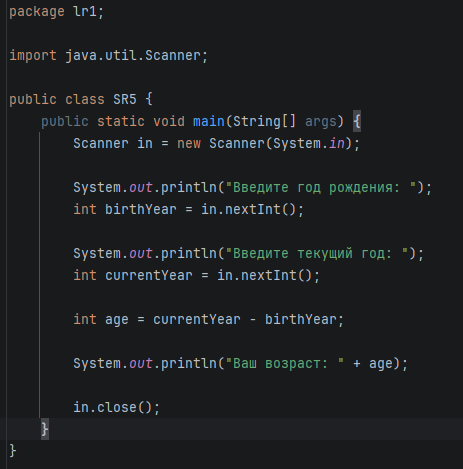 package lr1;
import java.util.Scanner;
public class SR5 {
public static void main(String[] args) {
Scanner in = new Scanner(System.in);
System.out.println("Введите год рождения: ");
int birthYear = in.nextInt();
System.out.println("Введите текущий год: ");
int currentYear = in.nextInt();
int age = currentYear - birthYear;
System.out.println("Ваш возраст: " + age);
in.close();
}
}